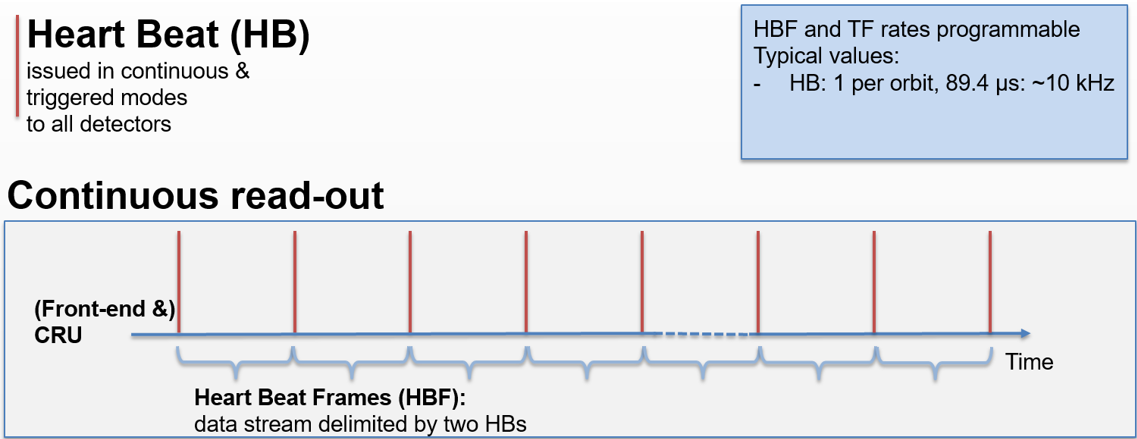 Heart Beat (HB)
issued in continuous &
triggered modes
to all detectors
HBF and TF rates programmable
Typical values:
- HB: 1 per orbit, 89.4 µs: ~10 kHz
Continuous read-out
(Front-end &)
CRU
Time
Heart Beat Frames (HBF):
data stream delimited by two HBs